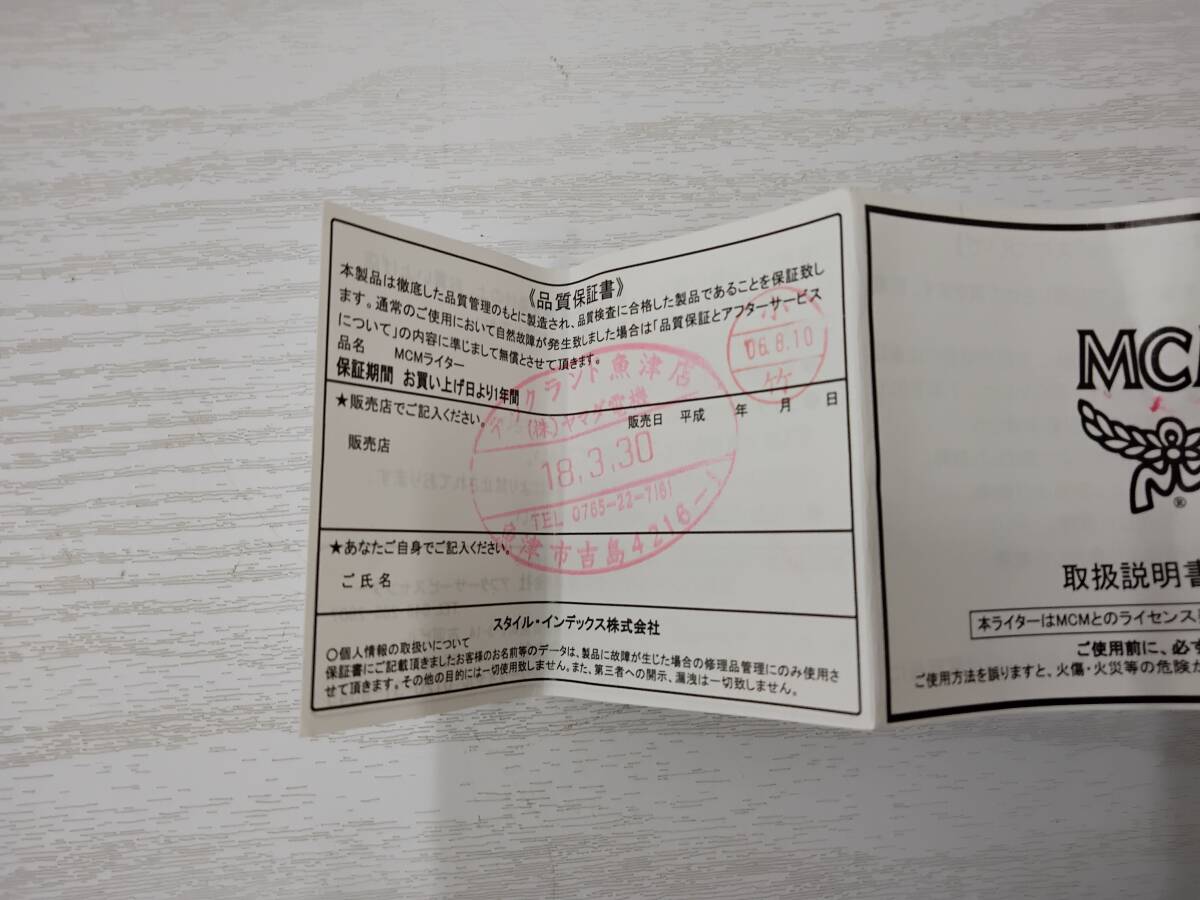 《品質保証書》
本製品は徹底した品質管理のもとに製造され、品質検査に合格した製品であることを保証致し
ます。通常のご使用において自然故障が発生致しました場合は「品質保証とアフターサービス
について」の内容に準じまして無償とさせて頂きます。
品名 MCMライター
保証期間 お買い上げ日より1年間
★販売店でご記入ください。
販売日 平成 年 月 日
販売店
テックランド魚津店
(株)ヤマダ電機
18.3.30
TEL 0765-22-7161
魚津市吉島4216-1
06.8.10
竹
★あなたご自身でご記入ください。
ご氏名
スタイル・インデックス株式会社
○個人情報の取扱いについて
保証書にご記載頂きましたお客様のお名前等のデータは、製品に故障が生じた場合の修理品管理にのみ使用さ
せて頂きます。その他の目的には一切使用致しません。また、第三者への開示、漏洩は一切致しません。
MCM
®
取扱説明書
本ライターはMCMとのライセンス
ご使用前に、必ず
ご使用方法を誤りますと、火傷・火災等の危険が